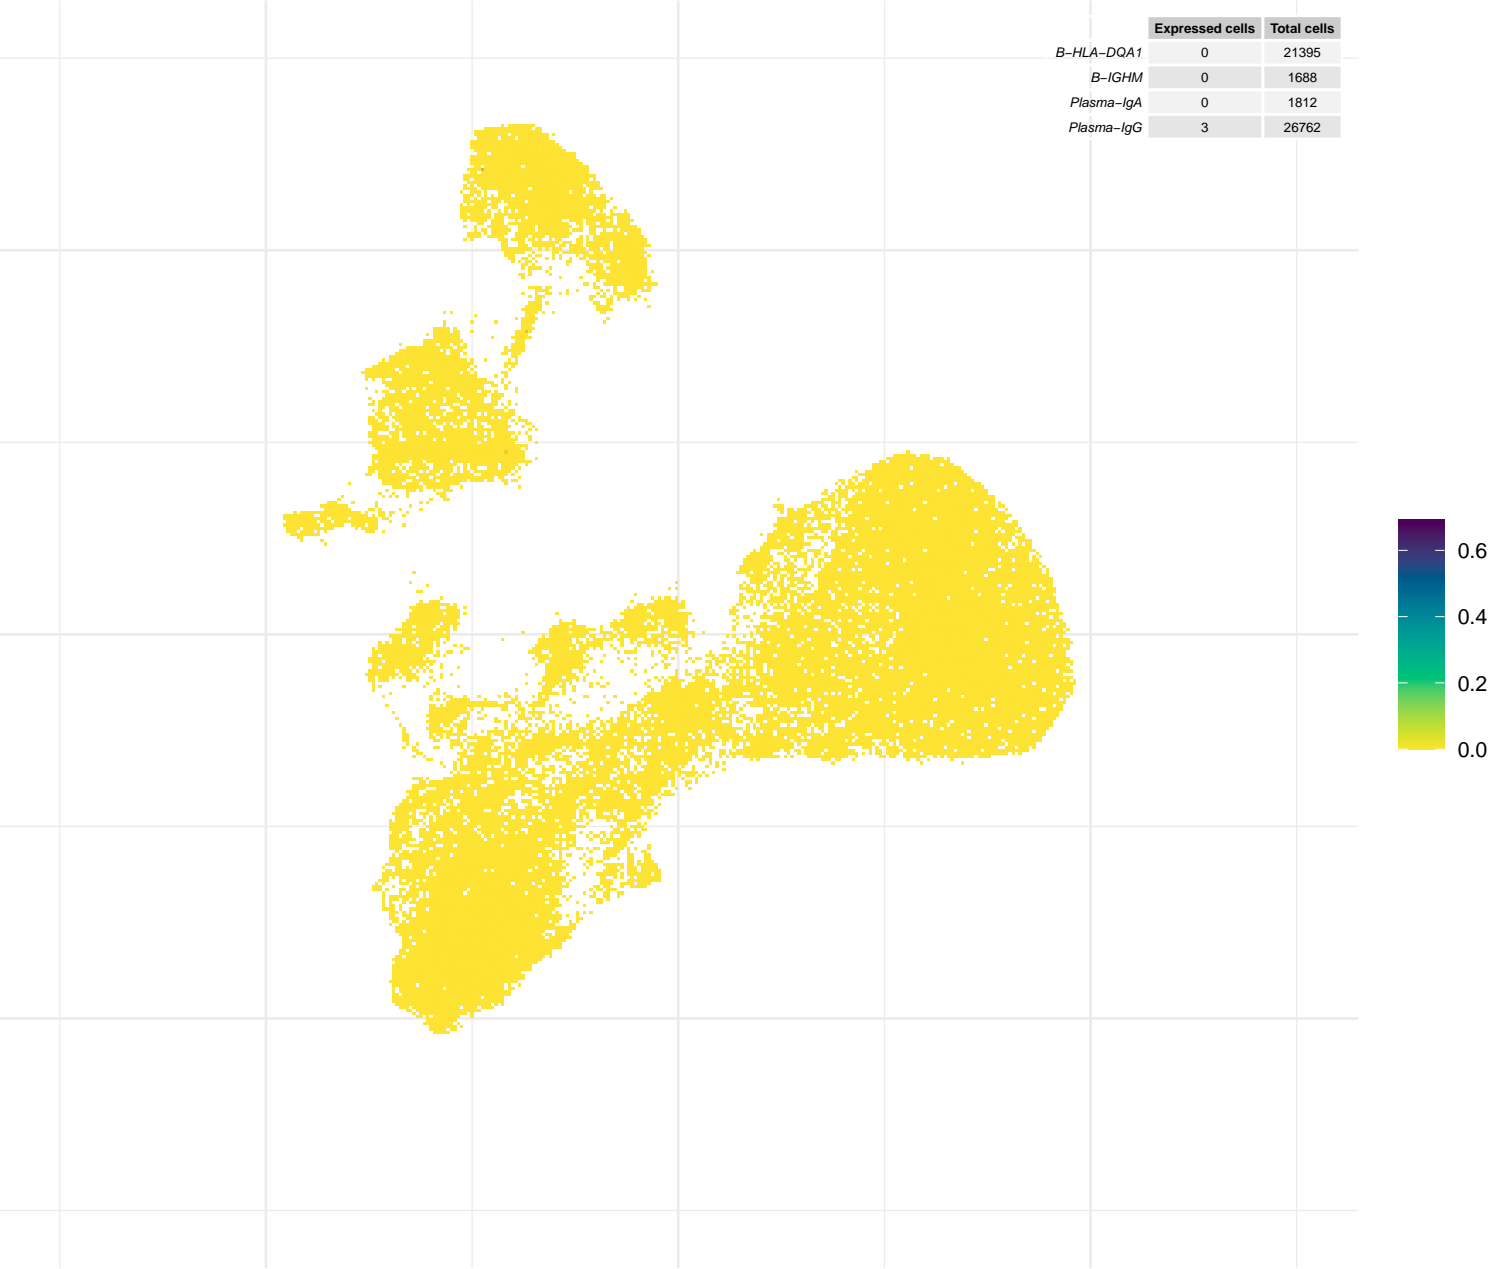 Expressed cells Total cells
B−HLA−DQA1 0 21395
B−IGHM 0 1688
Plasma−IgA 0 1812
Plasma−IgG 3 26762
0.6
0.4
0.2
0.0